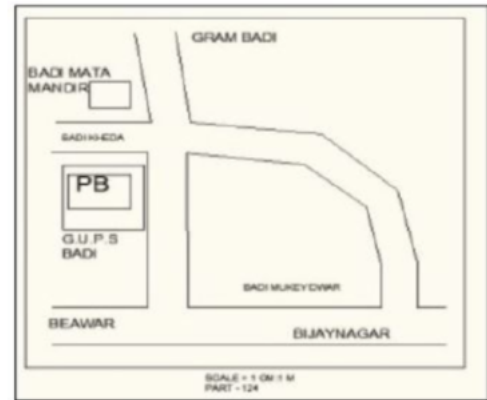 GRAM BADI
BADI MATA
MANDIR
BADI KHEDA
PB
G.U.P.S
BADI
BADI MUKEY DWAR
BEAWAR
BIJAYNAGAR
SCALE = 1 CM :1 M
PART - 124